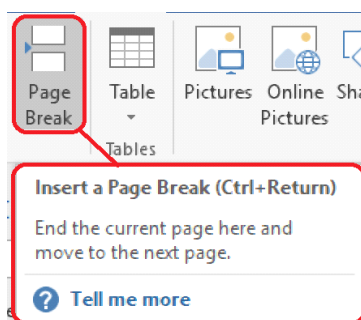 Page Break
Table
Pictures
Online Pictures
Tables
Insert a Page Break (Ctrl+Return)
End the current page here and
move to the next page.
? Tell me more